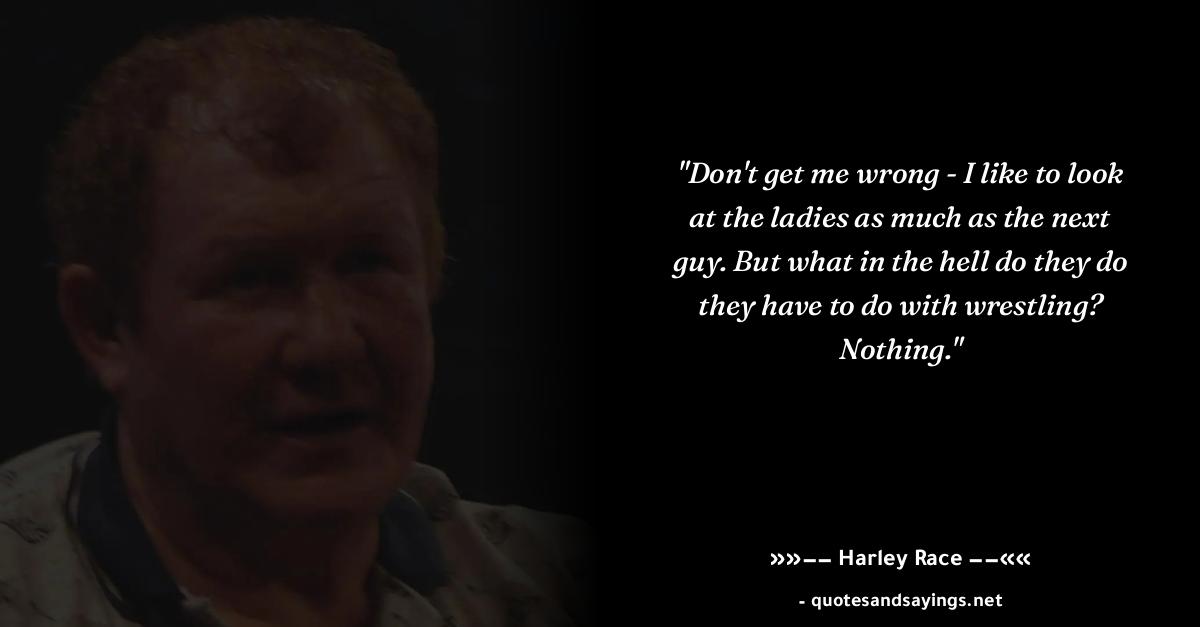 "Don't get me wrong - I like to look
at the ladies as much as the next
guy. But what in the hell do they do
they have to do with wrestling?
Nothing."
»»-- Harley Race --««
- quotesandsayings.net